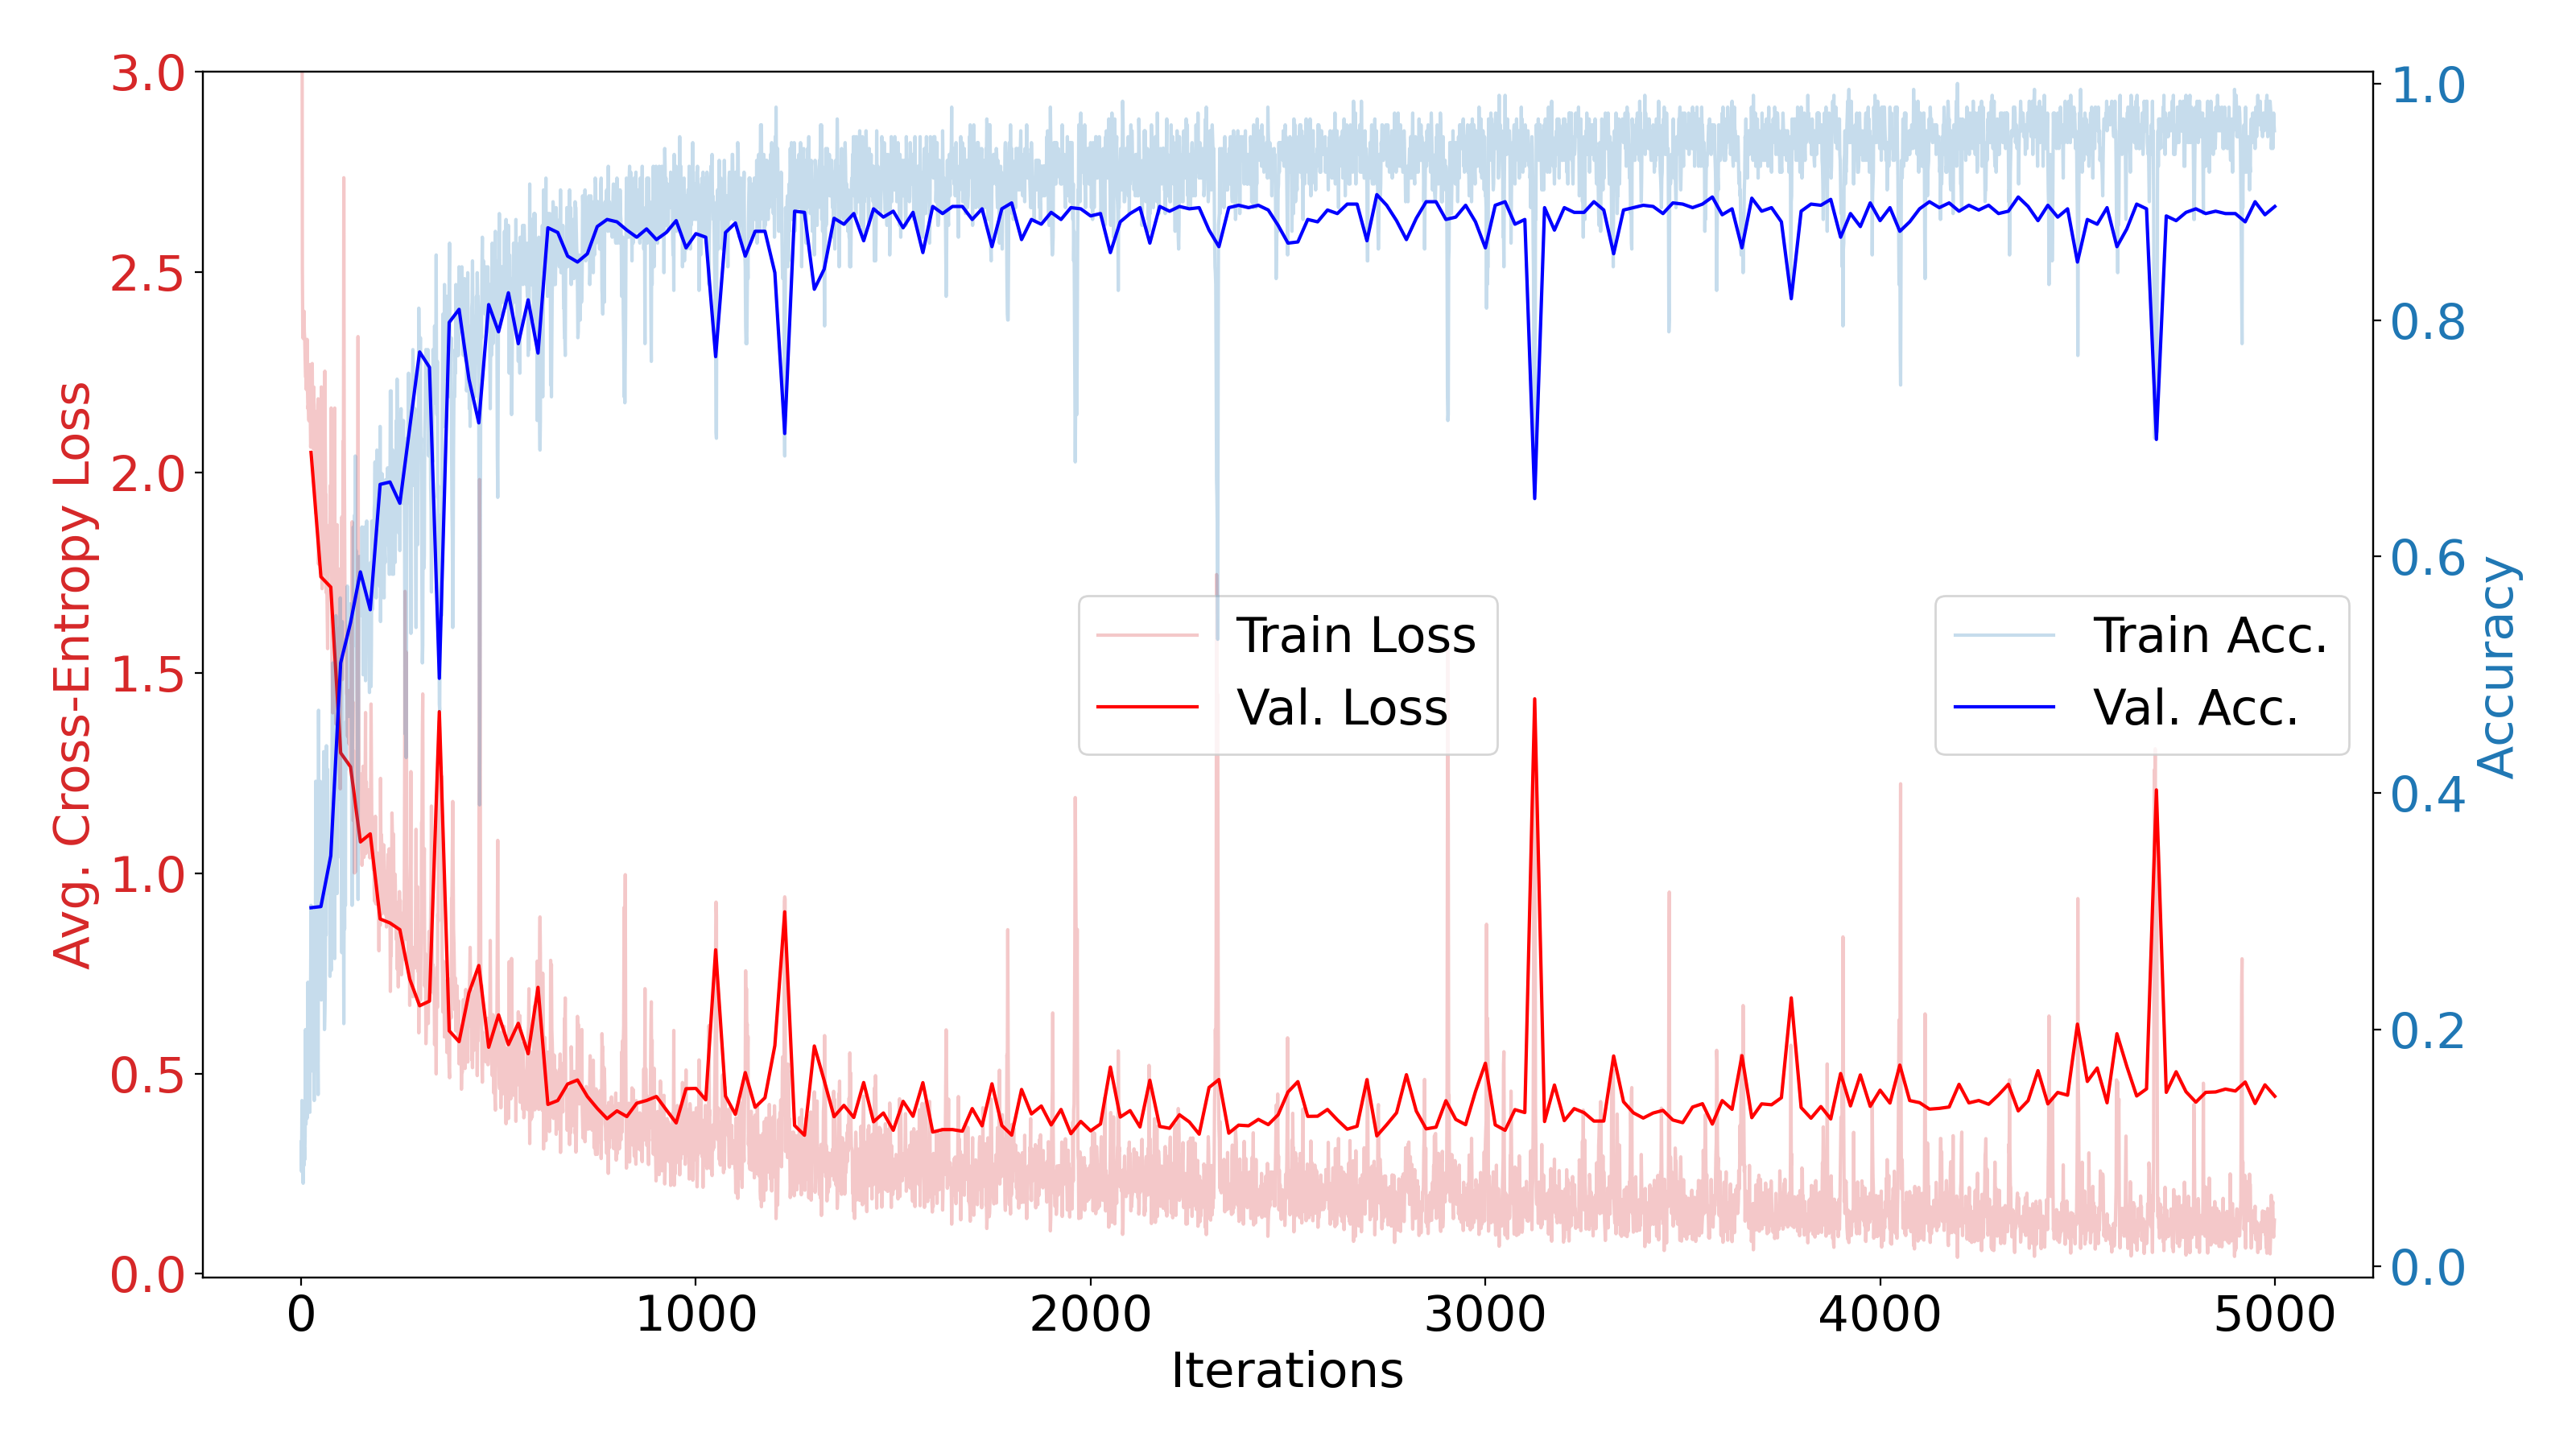 3.0
2.5
2.0
1.5
1.0
0.5
0.0
Avg. Cross-Entropy Loss
1.0
0.8
0.6
0.4
0.2
0.0
Accuracy
Train Loss
Val. Loss
Train Acc.
Val. Acc.
0 1000 2000 3000 4000 5000
Iterations